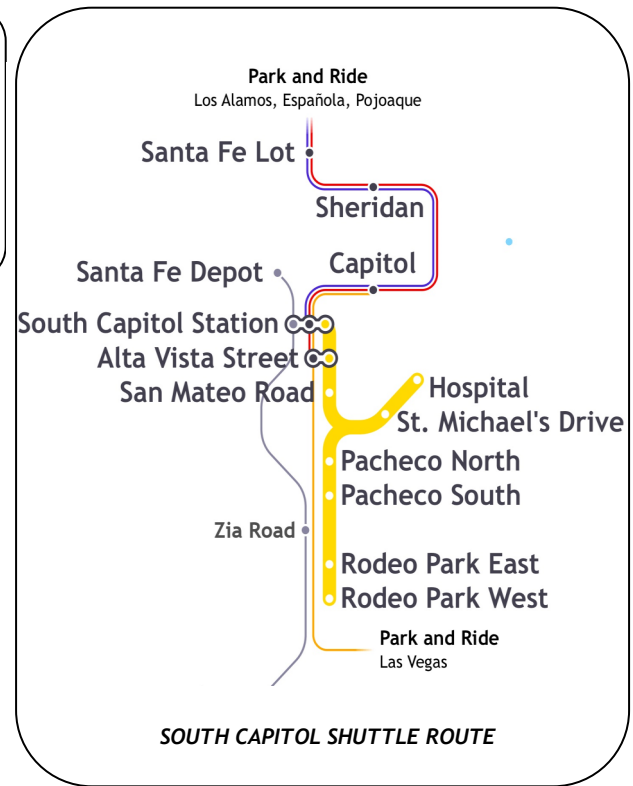 Park and Ride
Los Alamos, Española, Pojoaque
Santa Fe Lot
Sheridan
Capitol
Santa Fe Depot
South Capitol Station
Alta Vista Street
San Mateo Road
Hospital
St. Michael's Drive
Pacheco North
Pacheco South
Zia Road
Rodeo Park East
Rodeo Park West
Park and Ride
Las Vegas
SOUTH CAPITOL SHUTTLE ROUTE